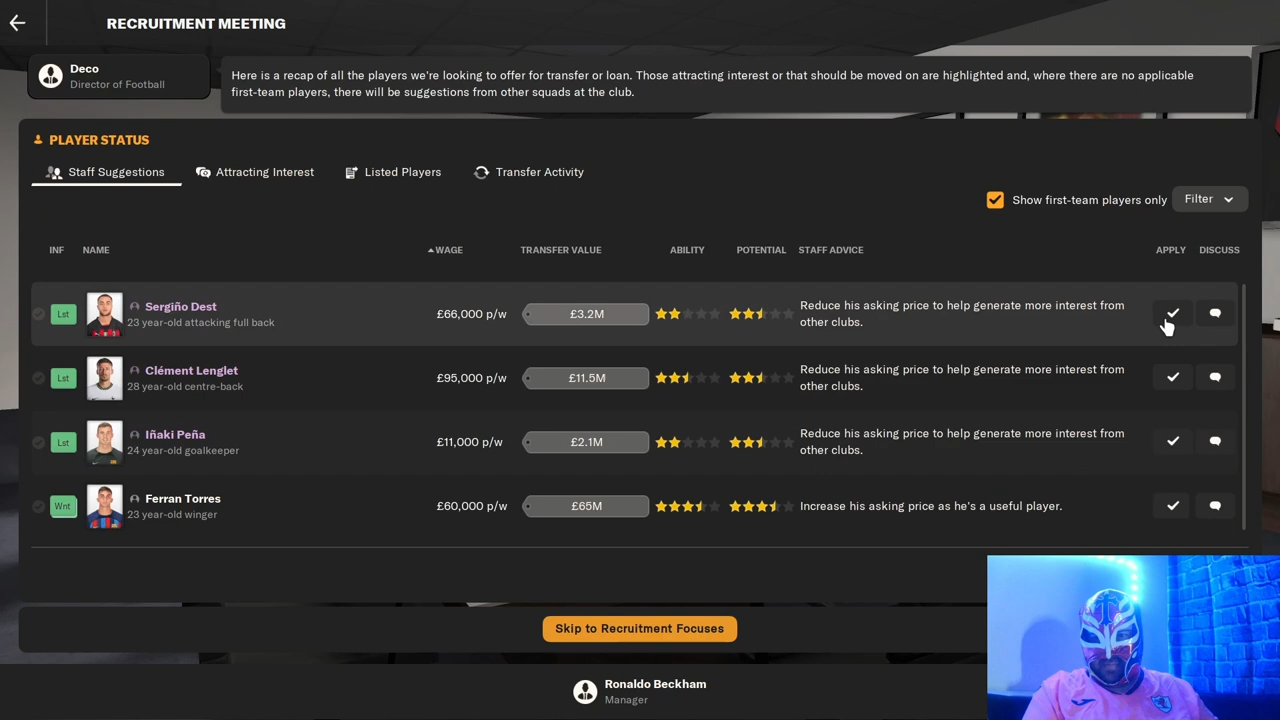 RECRUITMENT MEETING
Deco
Director of Football
Here is a recap of all the players we're looking to offer for transfer or loan. Those attracting interest or that should be moved on are highlighted and, where there are no applicable
first-team players, there will be suggestions from other squads at the club.
PLAYER STATUS
Staff Suggestions Attracting Interest Listed Players Transfer Activity
Show first-team players only Filter
INF NAME WAGE TRANSFER VALUE ABILITY POTENTIAL STAFF ADVICE APPLY DISCUSS
Lst Sergiño Dest £66,000 p/w £3.2M Reduce his asking price to help generate more interest from
23 year-old attacking full back other clubs.
Lst Clément Lenglet £95,000 p/w £11.5M Reduce his asking price to help generate more interest from
28 year-old centre-back other clubs.
Lst Iñaki Peña £11,000 p/w £2.1M Reduce his asking price to help generate more interest from
24 year-old goalkeeper other clubs.
Wnt Ferran Torres £60,000 p/w £65M Increase his asking price as he's a useful player.
23 year-old winger
Skip to Recruitment Focuses
Ronaldo Beckham
Manager